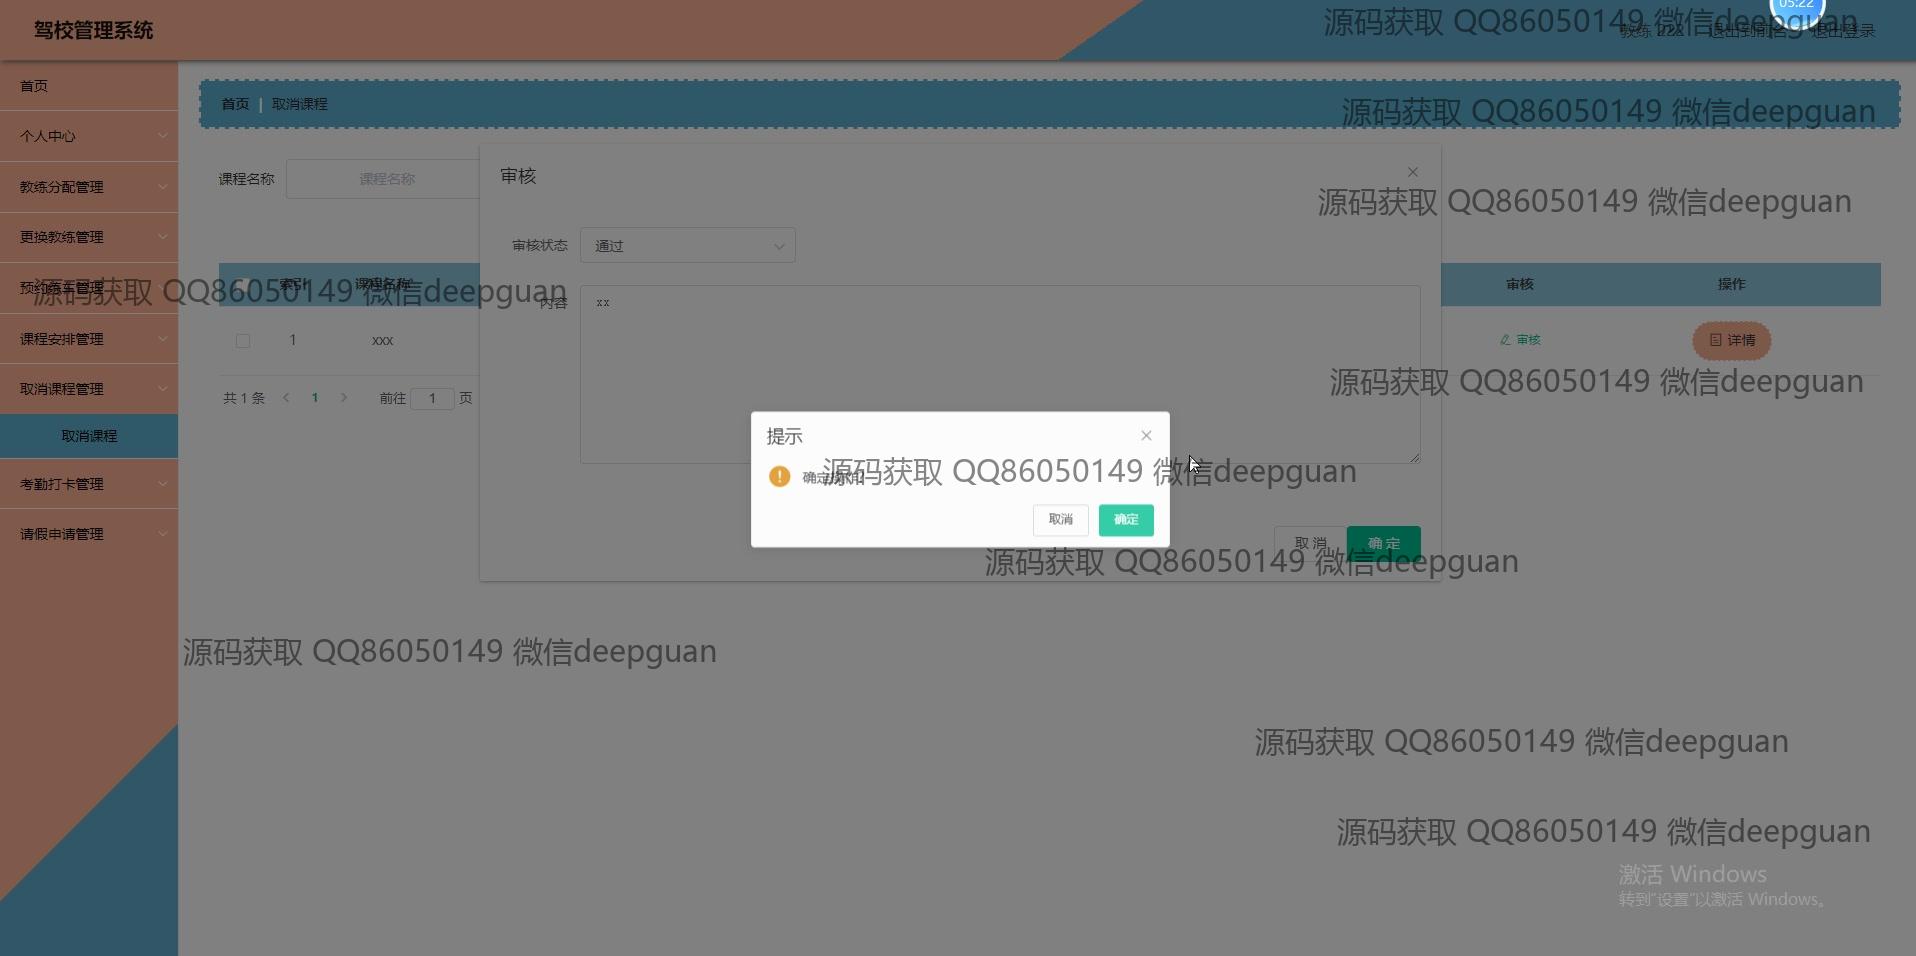 驾校管理系统
源码获取 QQ86050149 微信deepguan
05:22
教练 222 退出到前台 退出登录
首页
个人中心
教练分配管理
更换教练管理
预约练车管理
课程安排管理
取消课程管理
取消课程
考勤打卡管理
请假申请管理
首页 | 取消课程
源码获取 QQ86050149 微信deepguan
课程名称 课程名称
审核
源码获取 QQ86050149 微信deepguan
审核状态 通过
索引 课程名称 审核 操作
源码获取 QQ86050149 微信deepguan
内容 xx
1 xxx 审核 详情
源码获取 QQ86050149 微信deepguan
共 1 条 1 前往 1 页
提示
源码获取 QQ86050149 微信deepguan
取消 确定
取 消 确 定
源码获取 QQ86050149 微信deepguan
源码获取 QQ86050149 微信deepguan
源码获取 QQ86050149 微信deepguan
源码获取 QQ86050149 微信deepguan
激活 Windows
转到"设置"以激活 Windows。